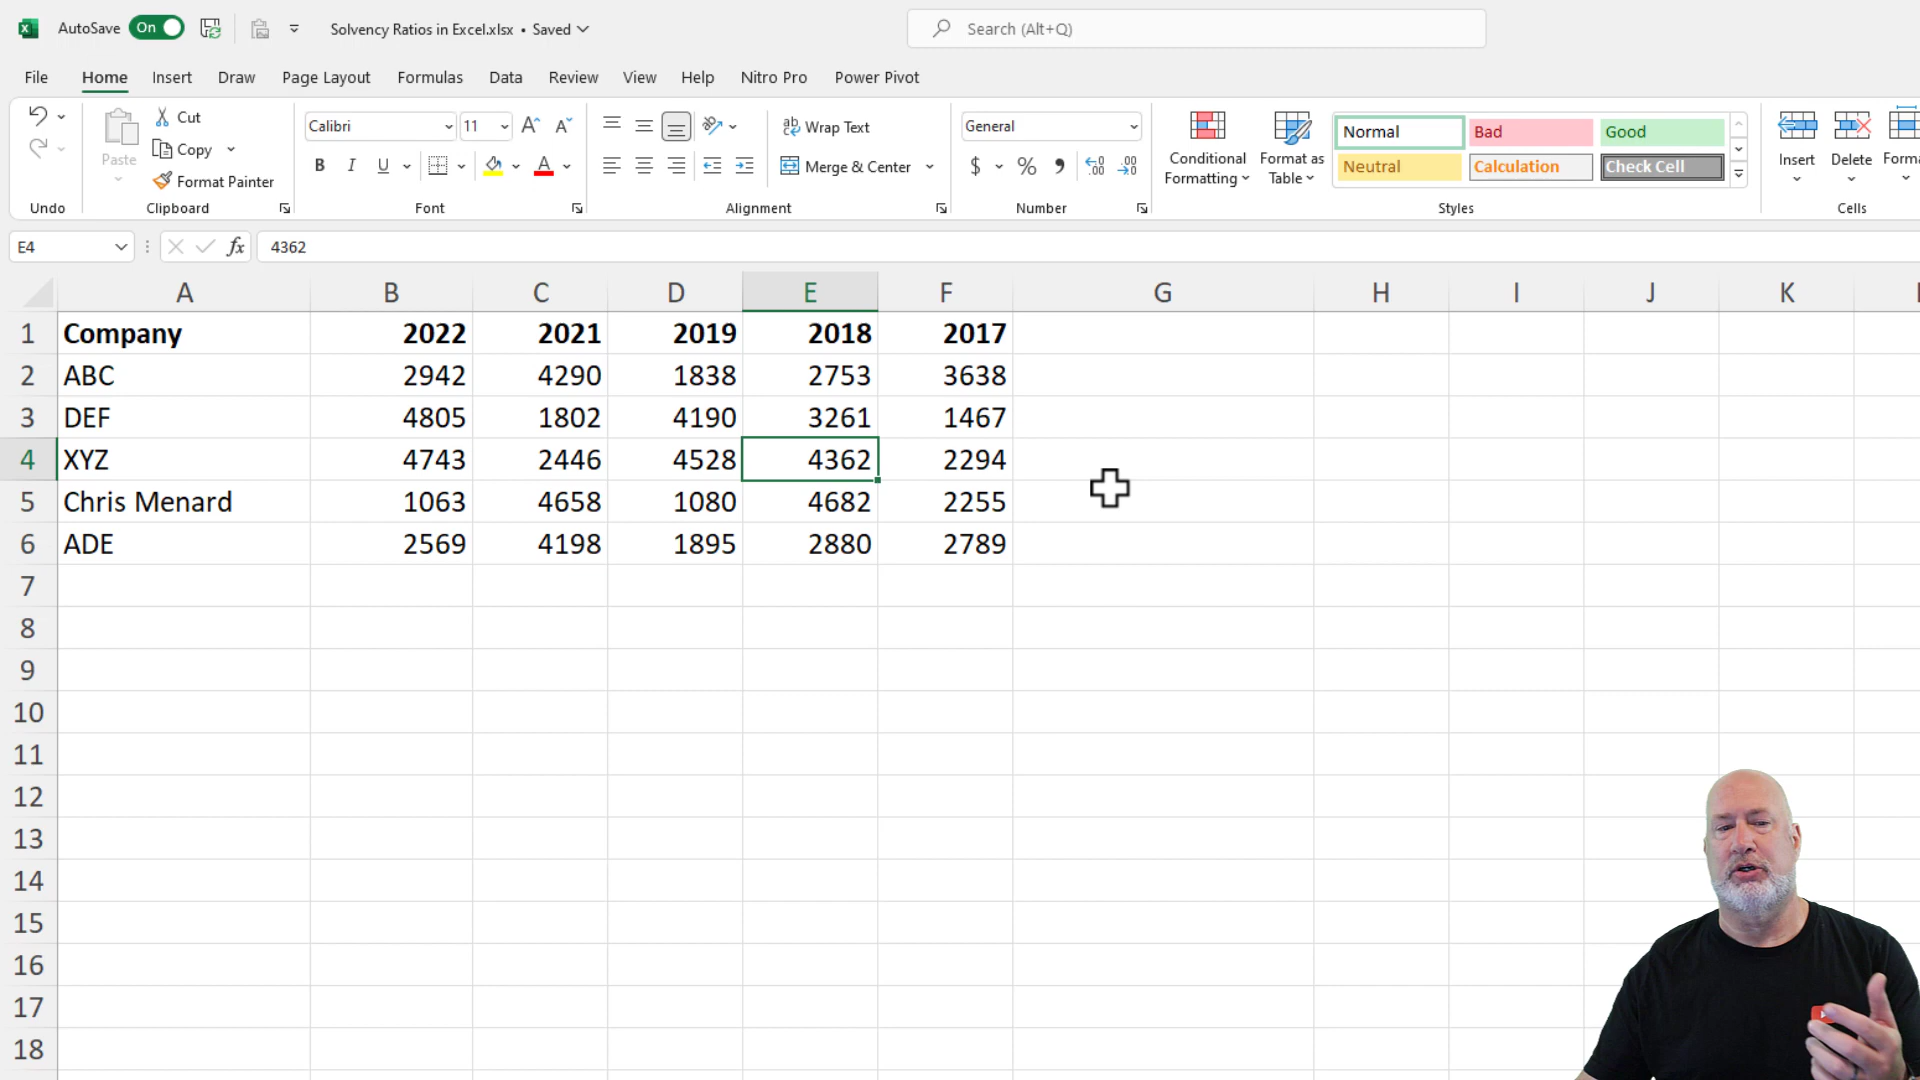 AutoSave On Solvency Ratios in Excel.xlsx • Saved Search (Alt+Q)
File Home Insert Draw Page Layout Formulas Data Review View Help Nitro Pro Power Pivot
Paste
Cut
Copy
Format Painter
Calibri 11
B I U A
Wrap Text
Merge & Center
General
$ %
Conditional Formatting
Format as Table
Normal Bad Good
Neutral Calculation Check Cell
Insert Delete
Undo Clipboard Font Alignment Number Styles Cells
E4 fx 4362
A B C D E F G H I J K
1 Company 2022 2021 2019 2018 2017
2 ABC 2942 4290 1838 2753 3638
3 DEF 4805 1802 4190 3261 1467
4 XYZ 4743 2446 4528 4362 2294
5 Chris Menard 1063 4658 1080 4682 2255
6 ADE 2569 4198 1895 2880 2789
7
8
9
10
11
12
13
14
15
16
17
18